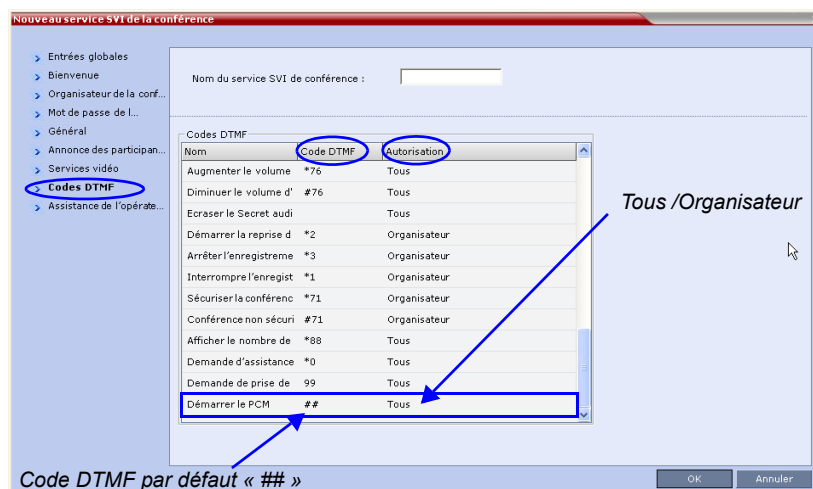 Nouveau service SVI de la conférence
Entrées globales
Bienvenue
Organisateur de la conf...
Mot de passe de l...
Général
Annonce des participan...
Services vidéo
Codes DTMF
Assistance de l'opérate...
Nom du service SVI de conférence :
Codes DTMF
Nom Code DTMF Autorisation
Augmenter le volume *76 Tous
Diminuer le volume d' #76 Tous
Ecraser le Secret audi Tous
Démarrer la reprise d *2 Organisateur
Arrêter l'enregistreme *3 Organisateur
Interrompre l'enregist *1 Organisateur
Sécuriser la conférenc *71 Organisateur
Conférence non sécuri #71 Organisateur
Afficher le nombre de *88 Tous
Demande d'assistance *0 Tous
Demande de prise de 99 Tous
Démarrer le PCM ## Tous
Tous /Organisateur
Code DTMF par défaut « ## »
OK Annuler